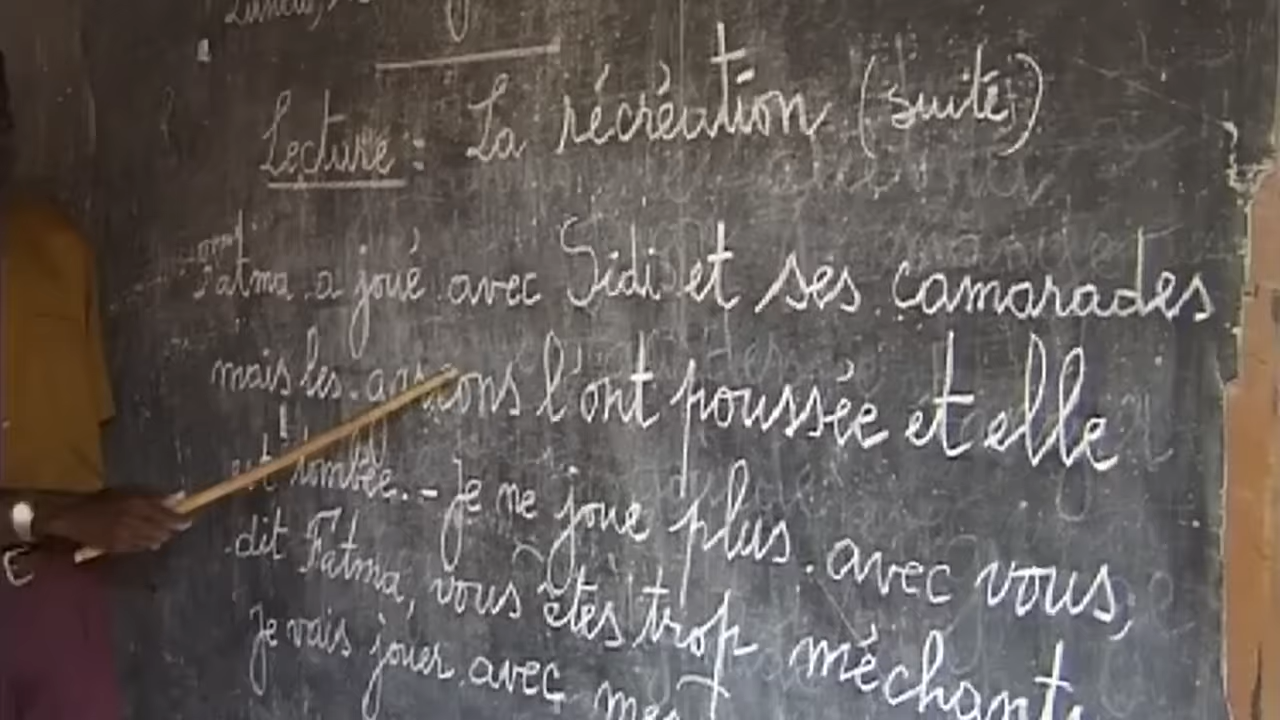 Lecture : La récréation (suite)
Fatma a joué avec Sidi et ses camarades
mais les garçons l'ont poussée et elle
est tombée. - Je ne joue plus avec vous,
dit Fatma, vous êtes trop méchants
Je vais jouer avec